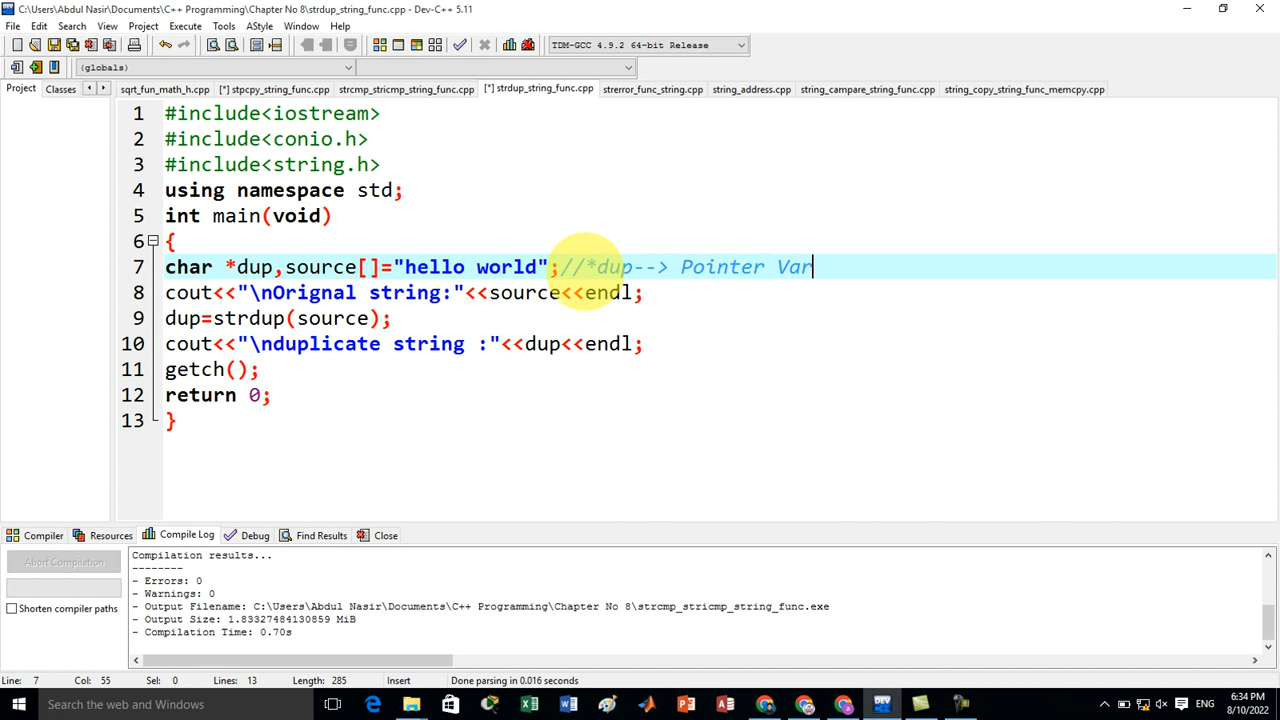 C:\Users\Abdul Nasir\Documents\C++ Programming\Chapter No 8\strdup_string_func.cpp - Dev-C++ 5.11
File Edit Search View Project Execute Tools AStyle Window Help
TDM-GCC 4.9.2 64-bit Release
(globals)
Project Classes sqrt_fun_math_h.cpp [*] stpcpy_string_func.cpp strcmp_stricmp_string_func.cpp [*] strdup_string_func.cpp strerror_func_string.cpp string_address.cpp string_campare_string_func.cpp string_copy_string_func_memcpy.cpp
1 #include<iostream>
2 #include<conio.h>
3 #include<string.h>
4 using namespace std;
5 int main(void)
6 {
7 char *dup,source[]="hello world";//*dup--> Pointer Var
8 cout<<"\nOrignal string:"<<source<<endl;
9 dup=strdup(source);
10 cout<<"\nduplicate string :"<<dup<<endl;
11 getch();
12 return 0;
13 }
Compiler Resources Compile Log Debug Find Results Close
Abort Compilation
Shorten compiler paths
Compilation results...
--------
- Errors: 0
- Warnings: 0
- Output Filename: C:\Users\Abdul Nasir\Documents\C++ Programming\Chapter No 8\strcmp_stricmp_string_func.exe
- Output Size: 1.83327484130859 MiB
- Compilation Time: 0.70s
Line: 7 Col: 55 Sel: 0 Lines: 13 Length: 285 Insert Done parsing in 0.016 seconds
Search the web and Windows
ENG
6:34 PM
8/10/2022